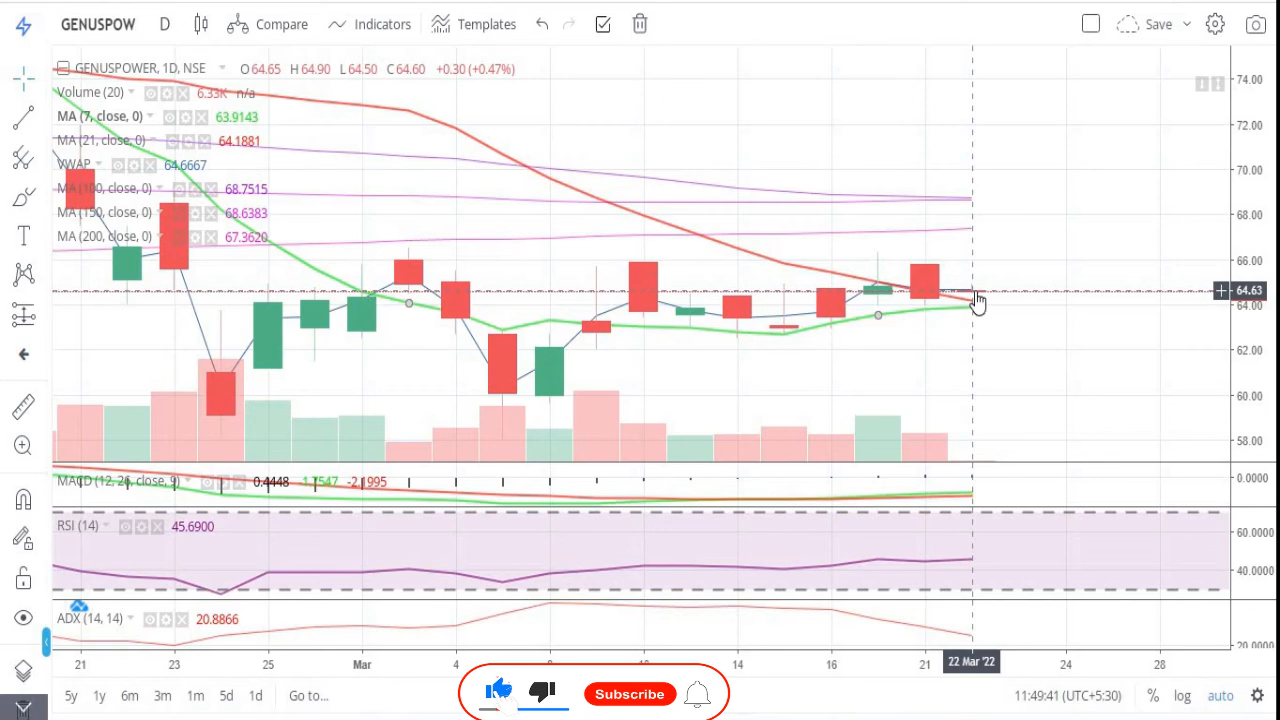 GENUSPOW D Compare Indicators Templates Save
GENUSPOWER, 1D, NSE O 64.65 H 64.90 L 64.50 C 64.60 +0.30 (+0.47%)
Volume (20) 6.33K n/a
MA (7, close, 0) 63.9143
MA (21, close, 0) 64.1881
VWAP 64.6667
MA (100, close, 0) 68.7515
MA (150, close, 0) 68.6383
MA (200, close, 0) 67.3620
74.00
72.00
70.00
68.00
66.00
64.63
64.00
62.00
60.00
58.00
MACD (12, 26, close, 9) 0.4448 -2.1995 0.0000
RSI (14) 45.6900 60.0000
40.0000
ADX (14, 14) 20.8866
20.0000
21 23 25 Mar 4 14 16 21 22 Mar '22 24 28
5y 1y 6m 3m 1m 5d 1d Go to... Subscribe 11:49:41 (UTC+5:30) % log auto